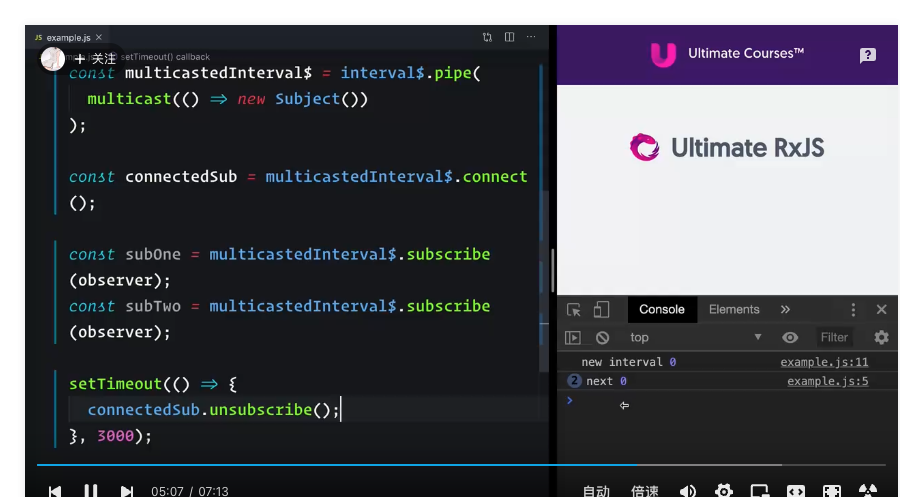 JS example.js ×
+ 关注 setTimeout() callback
const multicastedInterval$ = interval$.pipe(
multicast(() => new Subject())
);
const connectedSub = multicastedInterval$.connect
();
const subOne = multicastedInterval$.subscribe
(observer);
const subTwo = multicastedInterval$.subscribe
(observer);
setTimeout(() => {
connectedSub.unsubscribe();
}, 3000);
Ultimate Courses™
Ultimate RxJS
Console Elements »
top Filter
new interval 0 example.js:11
2 next 0 example.js:5
05:07 / 07:13 自动 倍速